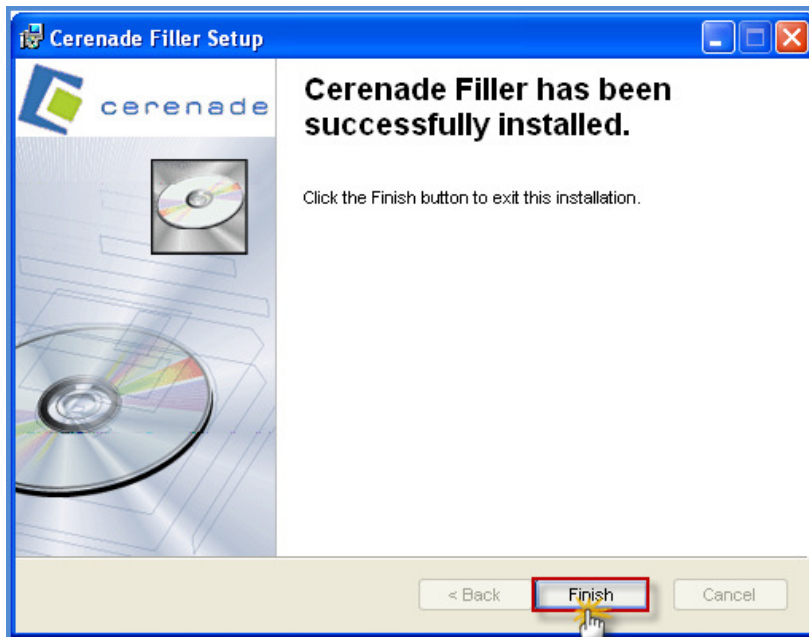 Cerenade Filler Setup
cerenade
Cerenade Filler has been
successfully installed.
Click the Finish button to exit this installation.
< Back
Finish
Cancel